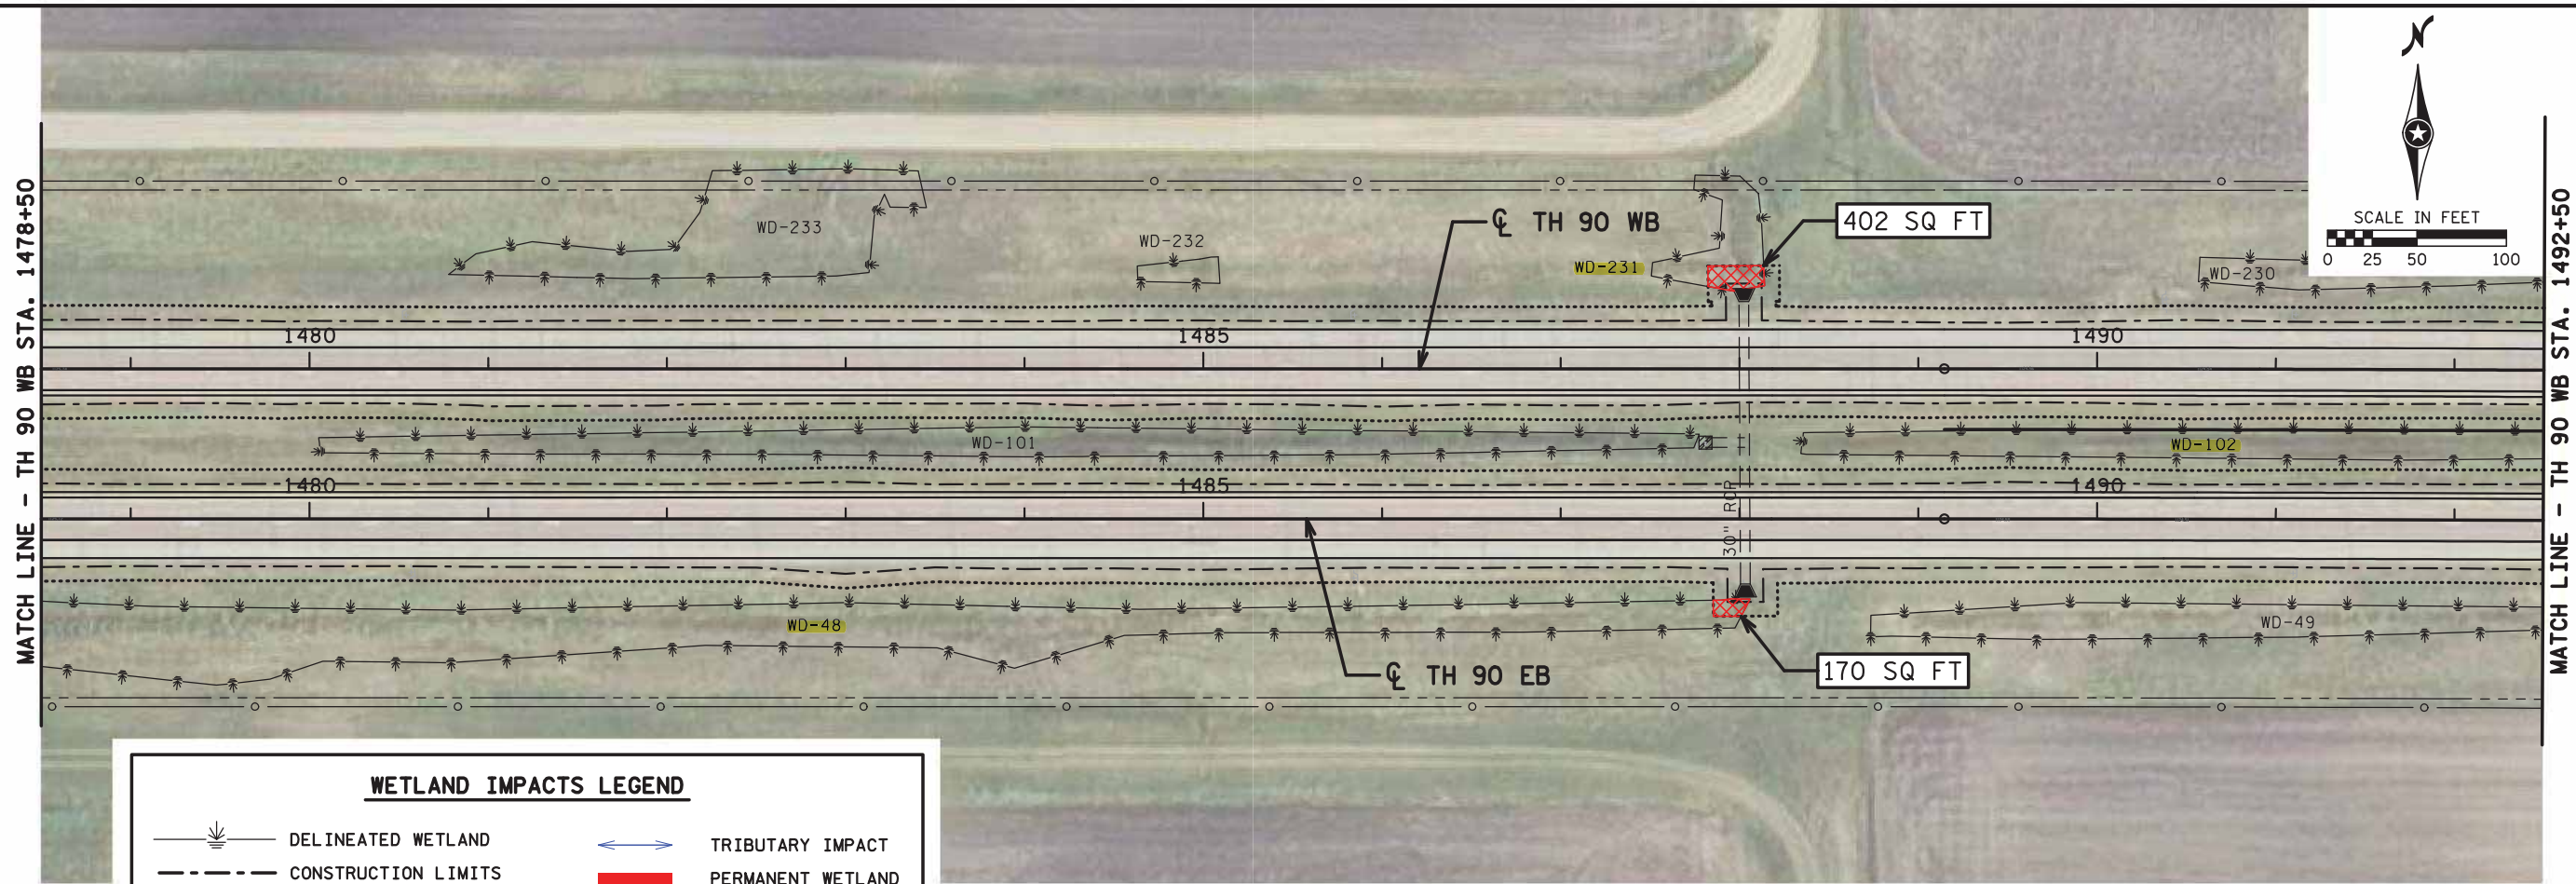 MATCH LINE - TH 90 WB STA. 1478+50
N
SCALE IN FEET
0 25 50 100
MATCH LINE - TH 90 WB STA. 1492+50
WD-233
WD-232
WD-231
℄ TH 90 WB
402 SQ FT
WD-230
1480 1485 1490
WD-101
WD-102
1480 1485 1490
30" RCP
WD-48
WD-49
℄ TH 90 EB
170 SQ FT
WETLAND IMPACTS LEGEND
DELINEATED WETLAND
TRIBUTARY IMPACT
CONSTRUCTION LIMITS
PERMANENT WETLAND